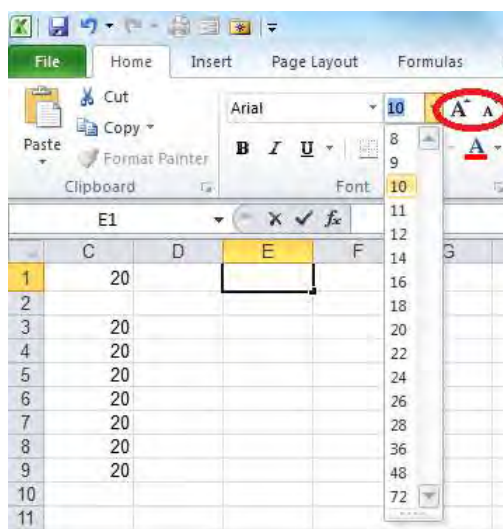 File Home Insert Page Layout Formulas
Cut
Copy
Format Painter
Paste
Clipboard
Arial 10 A A
B I U A
Font
8
9
10
11
12
14
16
18
20
22
24
26
28
36
48
72
E1 fx
C D E F G
1 20
2
3 20
4 20
5 20
6 20
7 20
8 20
9 20
10
11